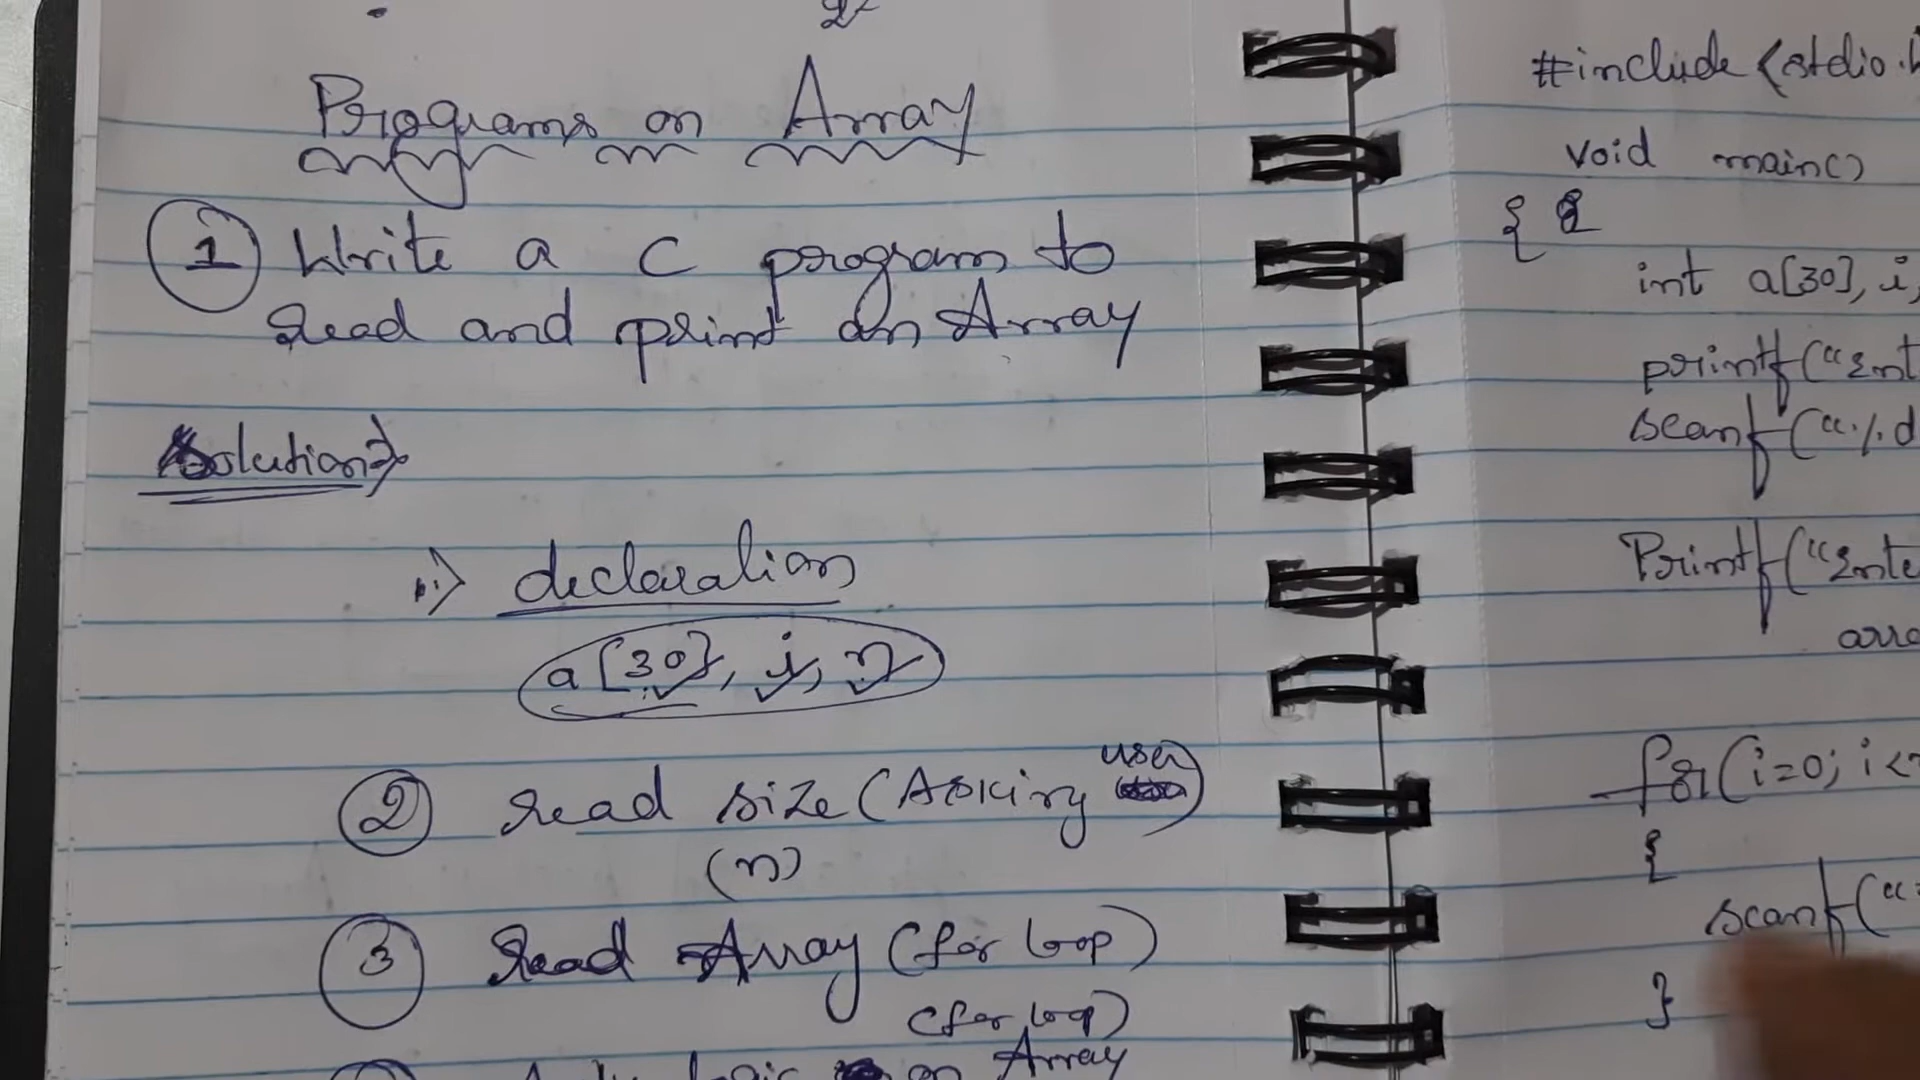 Programs on Array
1 Write a C program to
read and print an Array
Solution
declaration
a[30], i, n
2 read size (Asking user)
(n)
3 Read Array (for loop)
(for loop)
on Array
#include <stdio.h
void main()
{
int a[30], i,
printf("Ent
scanf("%d
Printf("Ente
arra
for(i=0; i<
{
scanf("
}